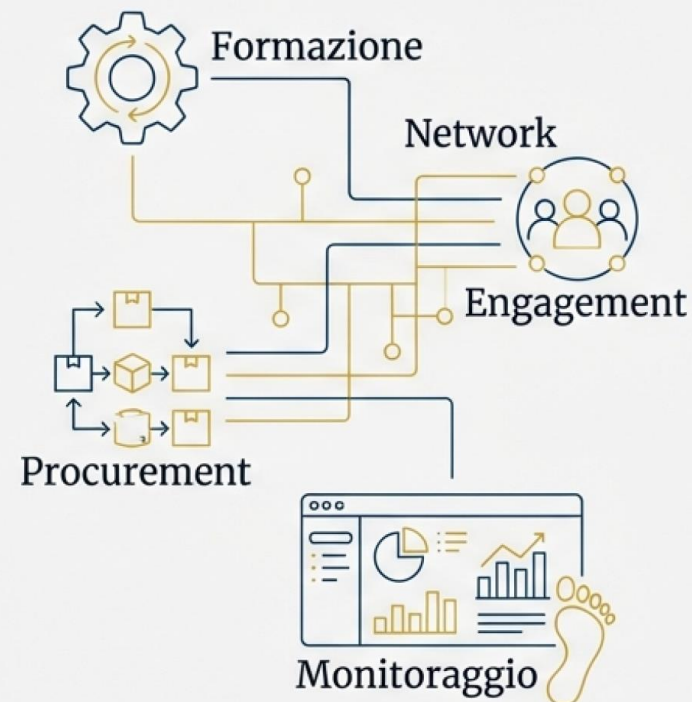 Formazione
Network
Engagement
Procurement
Monitoraggio